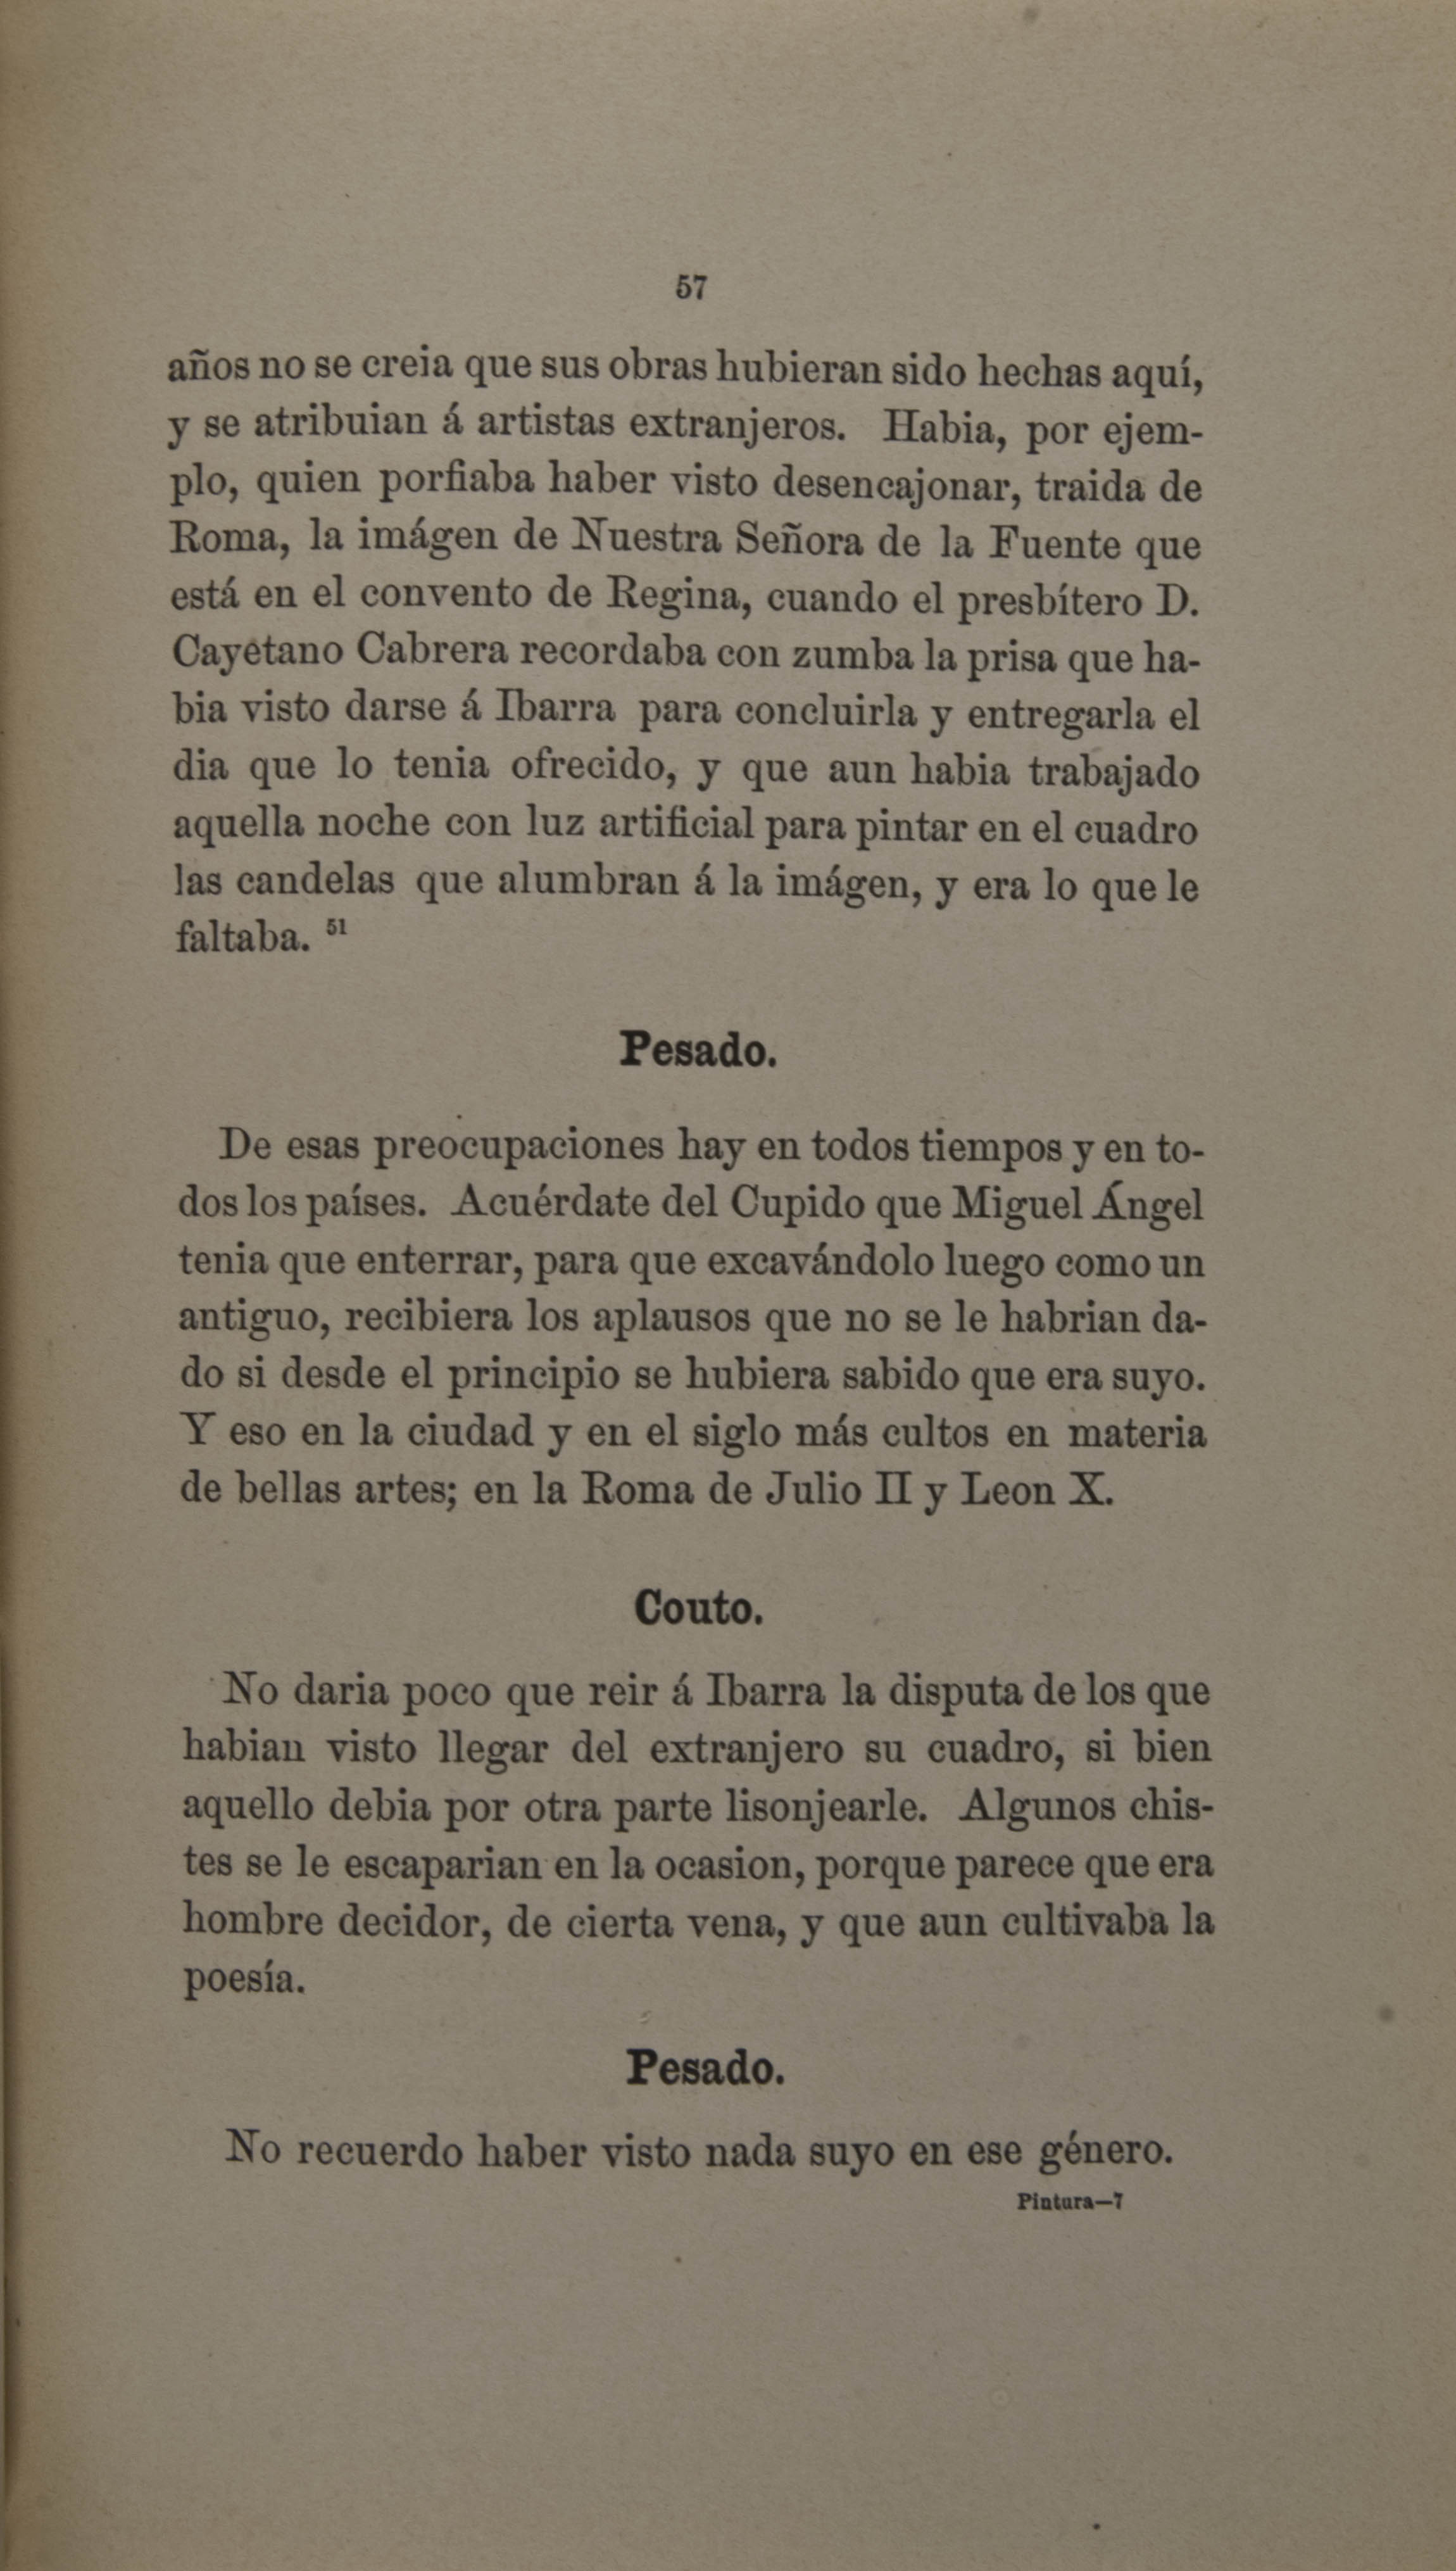 57
años no se creia que sus obras hubieran sido hechas aquí,
y se atribuian á artistas extranjeros. Habia, por ejem-
plo, quien porfiaba haber visto desencajonar, traida de
Roma, la imágen de Nuestra Señora de la Fuente que
está en el convento de Regina, cuando el presbítero D.
Cayetano Cabrera recordaba con zumba la prisa que ha-
bia visto darse á Ibarra para concluirla y entregarla el
dia que lo tenia ofrecido, y que aun habia trabajado
aquella noche con luz artificial para pintar en el cuadro
las candelas que alumbran á la imágen, y era lo que le
faltaba. 51
Pesado.
De esas preocupaciones hay en todos tiempos y en to-
dos los países. Acuérdate del Cupido que Miguel Ángel
tenia que enterrar, para que excavándolo luego como un
antiguo, recibiera los aplausos que no se le habrian da-
do si desde el principio se hubiera sabido que era suyo.
Y eso en la ciudad y en el siglo más cultos en materia
de bellas artes; en la Roma de Julio II y Leon X.
Couto.
No daria poco que reir á Ibarra la disputa de los que
habian visto llegar del extranjero su cuadro, si bien
aquello debia por otra parte lisonjearle. Algunos chis-
tes se le escaparian en la ocasion, porque parece que era
hombre decidor, de cierta vena, y que aun cultivaba la
poesía.
Pesado.
No recuerdo haber visto nada suyo en ese género.
Pintura—7